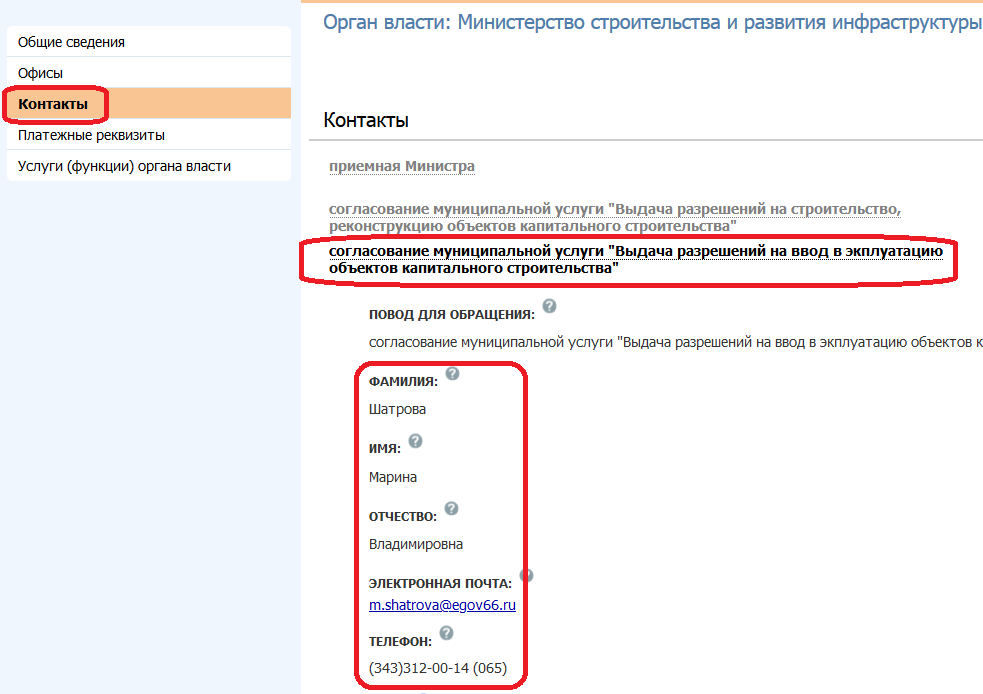 Орган власти: Министерство строительства и развития инфраструктуры
Общие сведения
Офисы
Контакты
Платежные реквизиты
Услуги (функции) органа власти
Контакты
приемная Министра
согласование муниципальной услуги "Выдача разрешений на строительство,
реконструкцию объектов капитального строительства"
согласование муниципальной услуги "Выдача разрешений на ввод в экплуатацию
объектов капитального строительства"
ПОВОД ДЛЯ ОБРАЩЕНИЯ: ?
согласование муниципальной услуги "Выдача разрешений на ввод в экплуатацию объектов к
ФАМИЛИЯ: ?
Шатрова
ИМЯ: ?
Марина
ОТЧЕСТВО: ?
Владимировна
ЭЛЕКТРОННАЯ ПОЧТА: ?
m.shatrova@egov66.ru
ТЕЛЕФОН: ?
(343)312-00-14 (065)